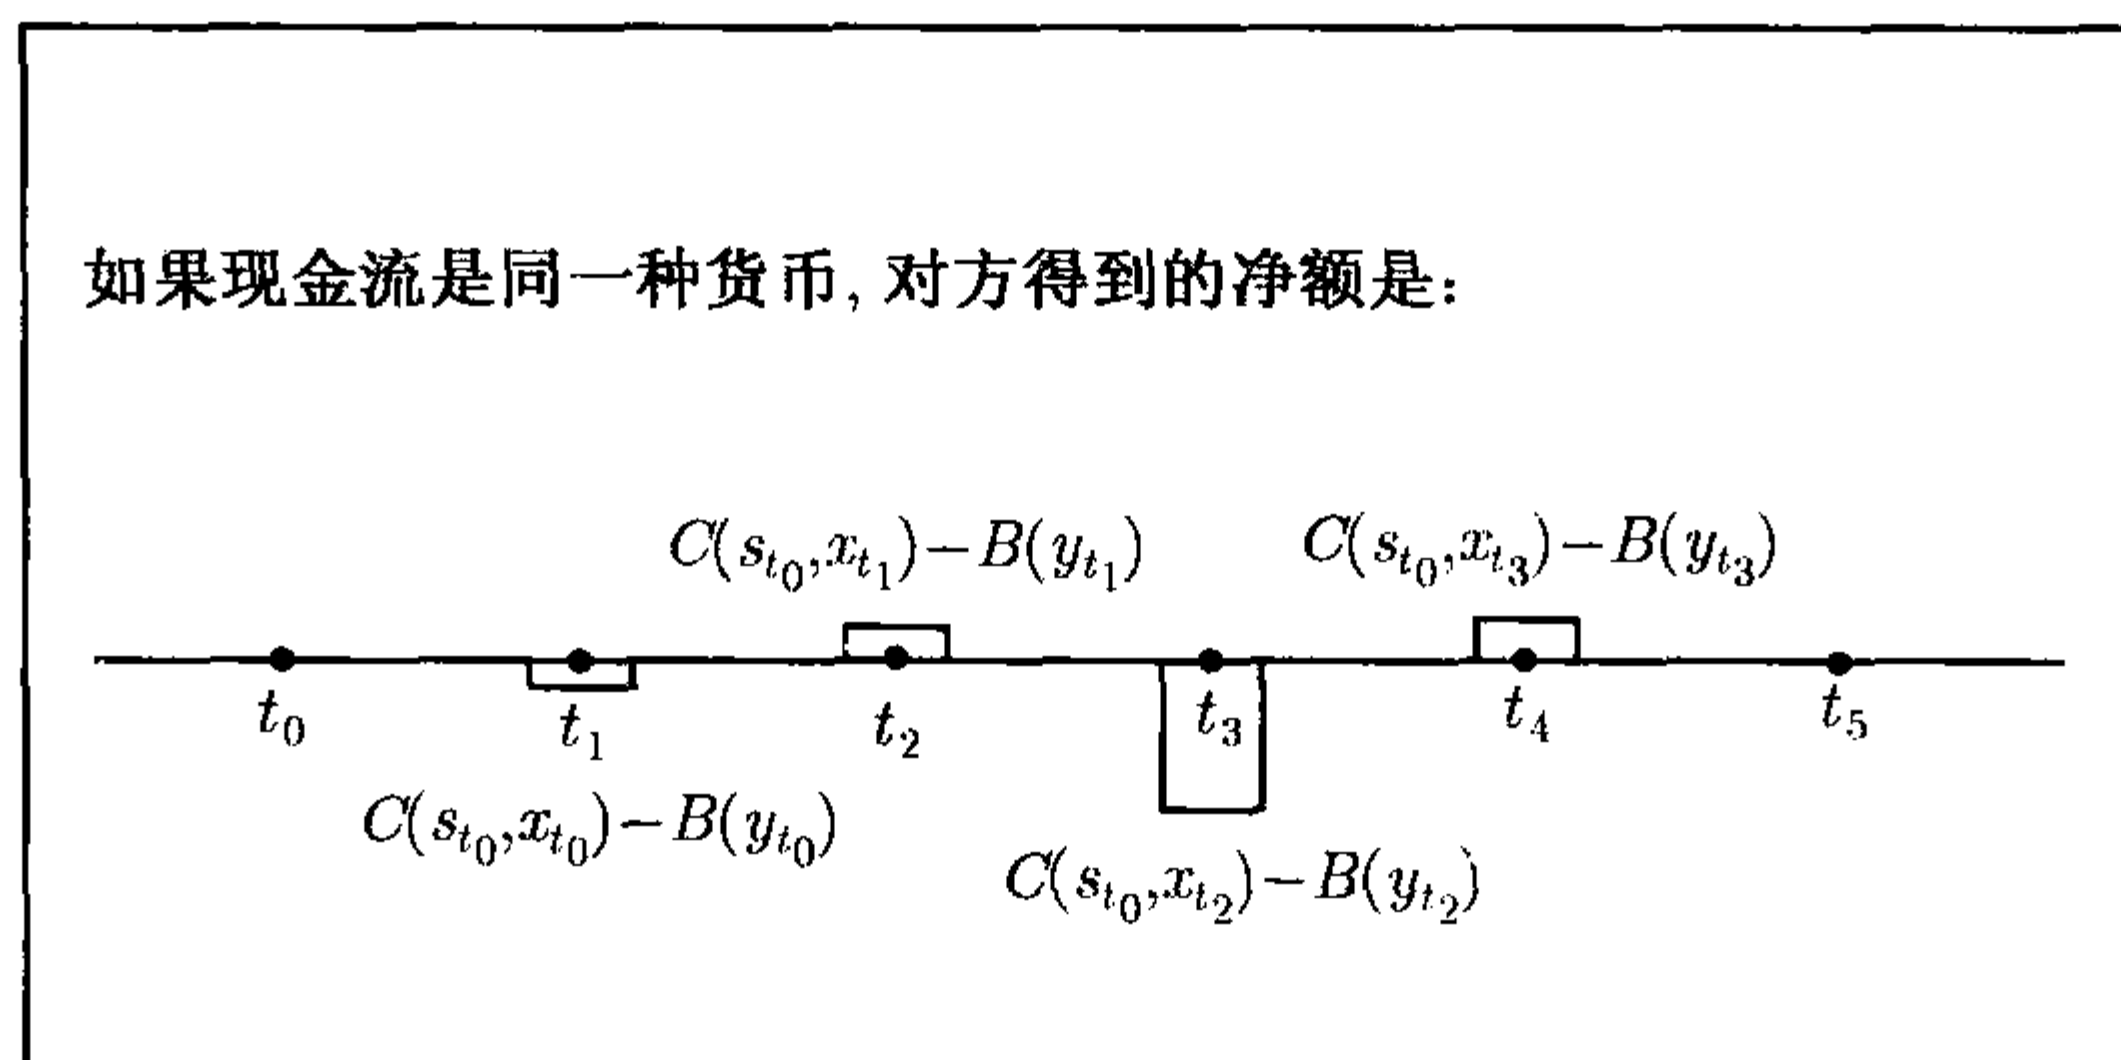 如果现金流是同一种货币, 对方得到的净额是:
C(s_{t_0},x_{t_1})−B(y_{t_1}) C(s_{t_0},x_{t_3})−B(y_{t_3})
t_0 t_1 t_2 t_3 t_4 t_5
C(s_{t_0},x_{t_0})−B(y_{t_0})
C(s_{t_0},x_{t_2})−B(y_{t_2})